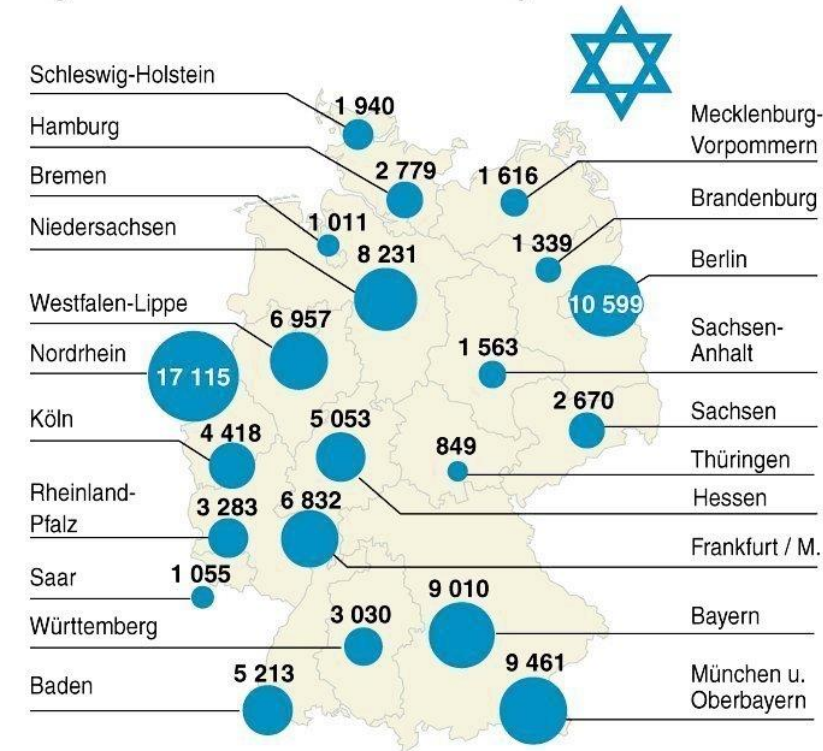 Schleswig-Holstein
1 940
Hamburg
2 779
Bremen
1 011
Niedersachsen
8 231
Westfalen-Lippe
6 957
Nordrhein
17 115
Köln
4 418
5 053
Rheinland-
Pfalz
3 283
6 832
Saar
1 055
Württemberg
3 030
Baden
5 213
Mecklenburg-
Vorpommern
1 616
Brandenburg
1 339
Berlin
10 599
Sachsen-
Anhalt
1 563
Sachsen
2 670
Thüringen
849
Hessen
Frankfurt / M.
9 010
Bayern
9 461
München u.
Oberbayern